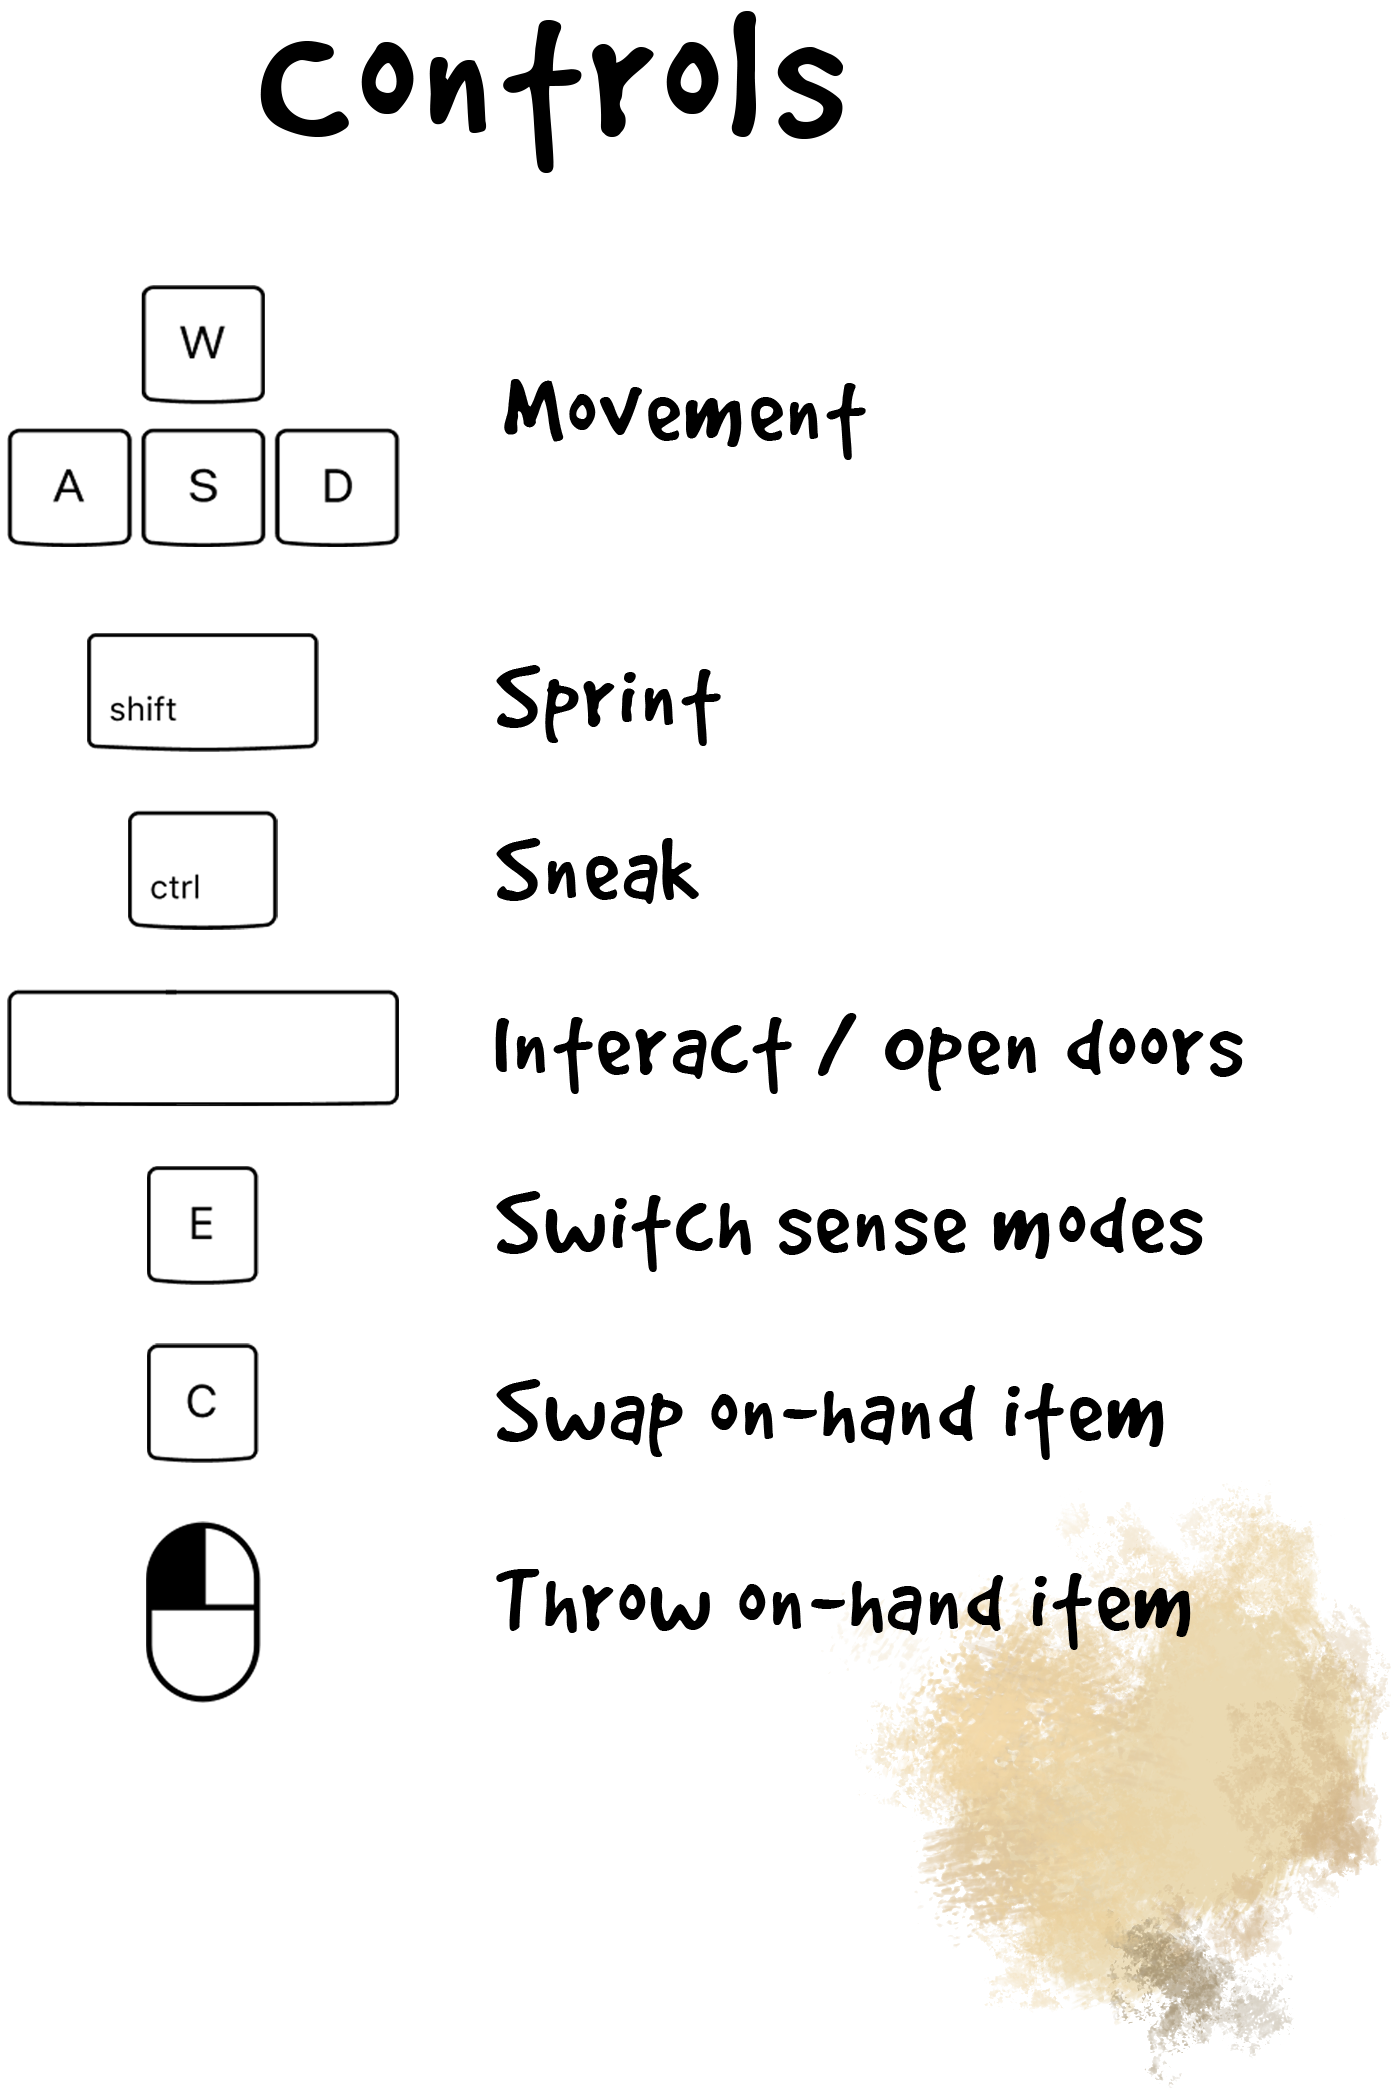 Controls
W
Movement
A S D
shift
Sprint
ctrl
Sneak
Interact / open doors
E
Switch sense modes
C
Swap on-hand item
Throw on-hand item